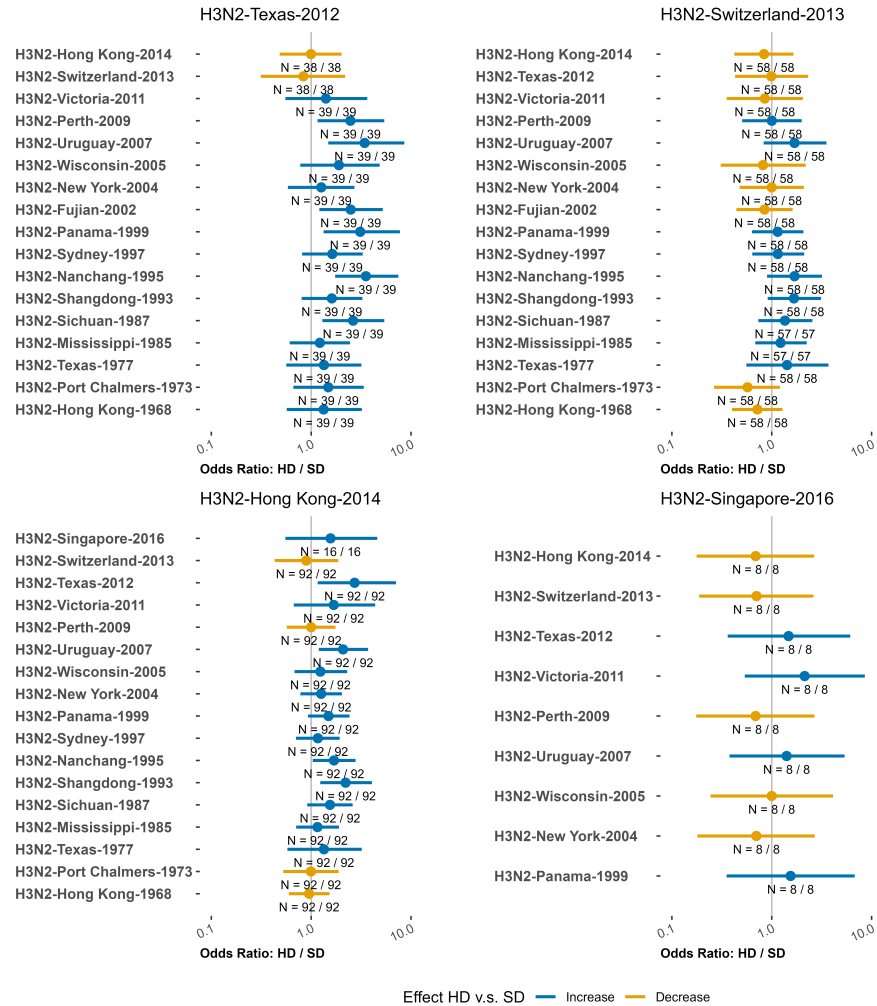 H3N2-Texas-2012
H3N2-Hong Kong-2014
N = 38 / 38
H3N2-Switzerland-2013
N = 38 / 38
H3N2-Victoria-2011
N = 39 / 39
H3N2-Perth-2009
N = 39 / 39
H3N2-Uruguay-2007
N = 39 / 39
H3N2-Wisconsin-2005
N = 39 / 39
H3N2-New York-2004
N = 39 / 39
H3N2-Fujian-2002
N = 39 / 39
H3N2-Panama-1999
N = 39 / 39
H3N2-Sydney-1997
N = 39 / 39
H3N2-Nanchang-1995
N = 39 / 39
H3N2-Shangdong-1993
N = 39 / 39
H3N2-Sichuan-1987
N = 39 / 39
H3N2-Mississippi-1985
N = 39 / 39
H3N2-Texas-1977
N = 39 / 39
H3N2-Port Chalmers-1973
N = 39 / 39
H3N2-Hong Kong-1968
N = 39 / 39
0.1 1.0 10.0
Odds Ratio: HD / SD
H3N2-Switzerland-2013
H3N2-Hong Kong-2014
N = 58 / 58
H3N2-Texas-2012
N = 58 / 58
H3N2-Victoria-2011
N = 58 / 58
H3N2-Perth-2009
N = 58 / 58
H3N2-Uruguay-2007
N = 58 / 58
H3N2-Wisconsin-2005
N = 58 / 58
H3N2-New York-2004
N = 58 / 58
H3N2-Fujian-2002
N = 58 / 58
H3N2-Panama-1999
N = 58 / 58
H3N2-Sydney-1997
N = 58 / 58
H3N2-Nanchang-1995
N = 58 / 58
H3N2-Shangdong-1993
N = 58 / 58
H3N2-Sichuan-1987
N = 57 / 57
H3N2-Mississippi-1985
N = 57 / 57
H3N2-Texas-1977
N = 58 / 58
H3N2-Port Chalmers-1973
N = 58 / 58
H3N2-Hong Kong-1968
N = 58 / 58
0.1 1.0 10.0
Odds Ratio: HD / SD
H3N2-Hong Kong-2014
H3N2-Singapore-2016
N = 16 / 16
H3N2-Switzerland-2013
N = 92 / 92
H3N2-Texas-2012
N = 92 / 92
H3N2-Victoria-2011
N = 92 / 92
H3N2-Perth-2009
N = 92 / 92
H3N2-Uruguay-2007
N = 92 / 92
H3N2-Wisconsin-2005
N = 92 / 92
H3N2-New York-2004
N = 92 / 92
H3N2-Panama-1999
N = 92 / 92
H3N2-Sydney-1997
N = 92 / 92
H3N2-Nanchang-1995
N = 92 / 92
H3N2-Shangdong-1993
N = 92 / 92
H3N2-Sichuan-1987
N = 92 / 92
H3N2-Mississippi-1985
N = 92 / 92
H3N2-Texas-1977
N = 92 / 92
H3N2-Port Chalmers-1973
N = 92 / 92
H3N2-Hong Kong-1968
N = 92 / 92
0.1 1.0 10.0
Odds Ratio: HD / SD
H3N2-Singapore-2016
H3N2-Hong Kong-2014
N = 8 / 8
H3N2-Switzerland-2013
N = 8 / 8
H3N2-Texas-2012
N = 8 / 8
H3N2-Victoria-2011
N = 8 / 8
H3N2-Perth-2009
N = 8 / 8
H3N2-Uruguay-2007
N = 8 / 8
H3N2-Wisconsin-2005
N = 8 / 8
H3N2-New York-2004
N = 8 / 8
H3N2-Panama-1999
N = 8 / 8
0.1 1.0 10.0
Odds Ratio: HD / SD
Effect HD v.s. SD Increase Decrease